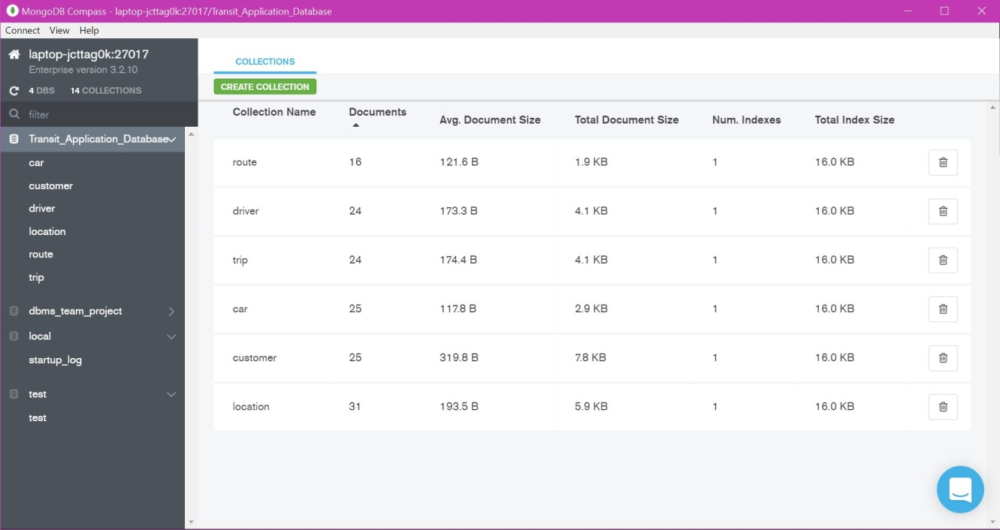 MongoDB Compass - laptop-jcttag0k:27017/Transit_Application_Database
Connect View Help
laptop-jcttag0k:27017
Enterprise version 3.2.10
4 DBS 14 COLLECTIONS
filter
Transit_Application_Database
car
customer
driver
location
route
trip
dbms_team_project
local
startup_log
test
test
COLLECTIONS
CREATE COLLECTION
Collection Name Documents Avg. Document Size Total Document Size Num. Indexes Total Index Size
route 16 121.6 B 1.9 KB 1 16.0 KB
driver 24 173.3 B 4.1 KB 1 16.0 KB
trip 24 174.4 B 4.1 KB 1 16.0 KB
car 25 117.8 B 2.9 KB 1 16.0 KB
customer 25 319.8 B 7.8 KB 1 16.0 KB
location 31 193.5 B 5.9 KB 1 16.0 KB